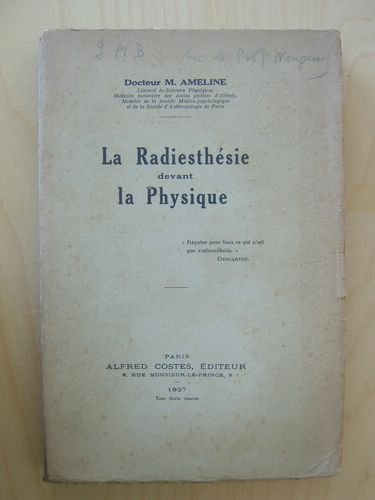 Docteur M. AMELINE
Licencié ès-Sciences Physiques,
Médecin honoraire des Asiles publics d'aliénés,
Membre de la Société Médico-psychologique
et de la Société d'Anthropologie de Paris
La Radiesthésie
devant
la Physique
« Réputer pour faux ce qui n'est
que vraisemblable. »
DESCARTES.
PARIS
ALFRED COSTES, ÉDITEUR
8, RUE MONSIEUR-LE-PRINCE, 8
1937
Tous droits réservés